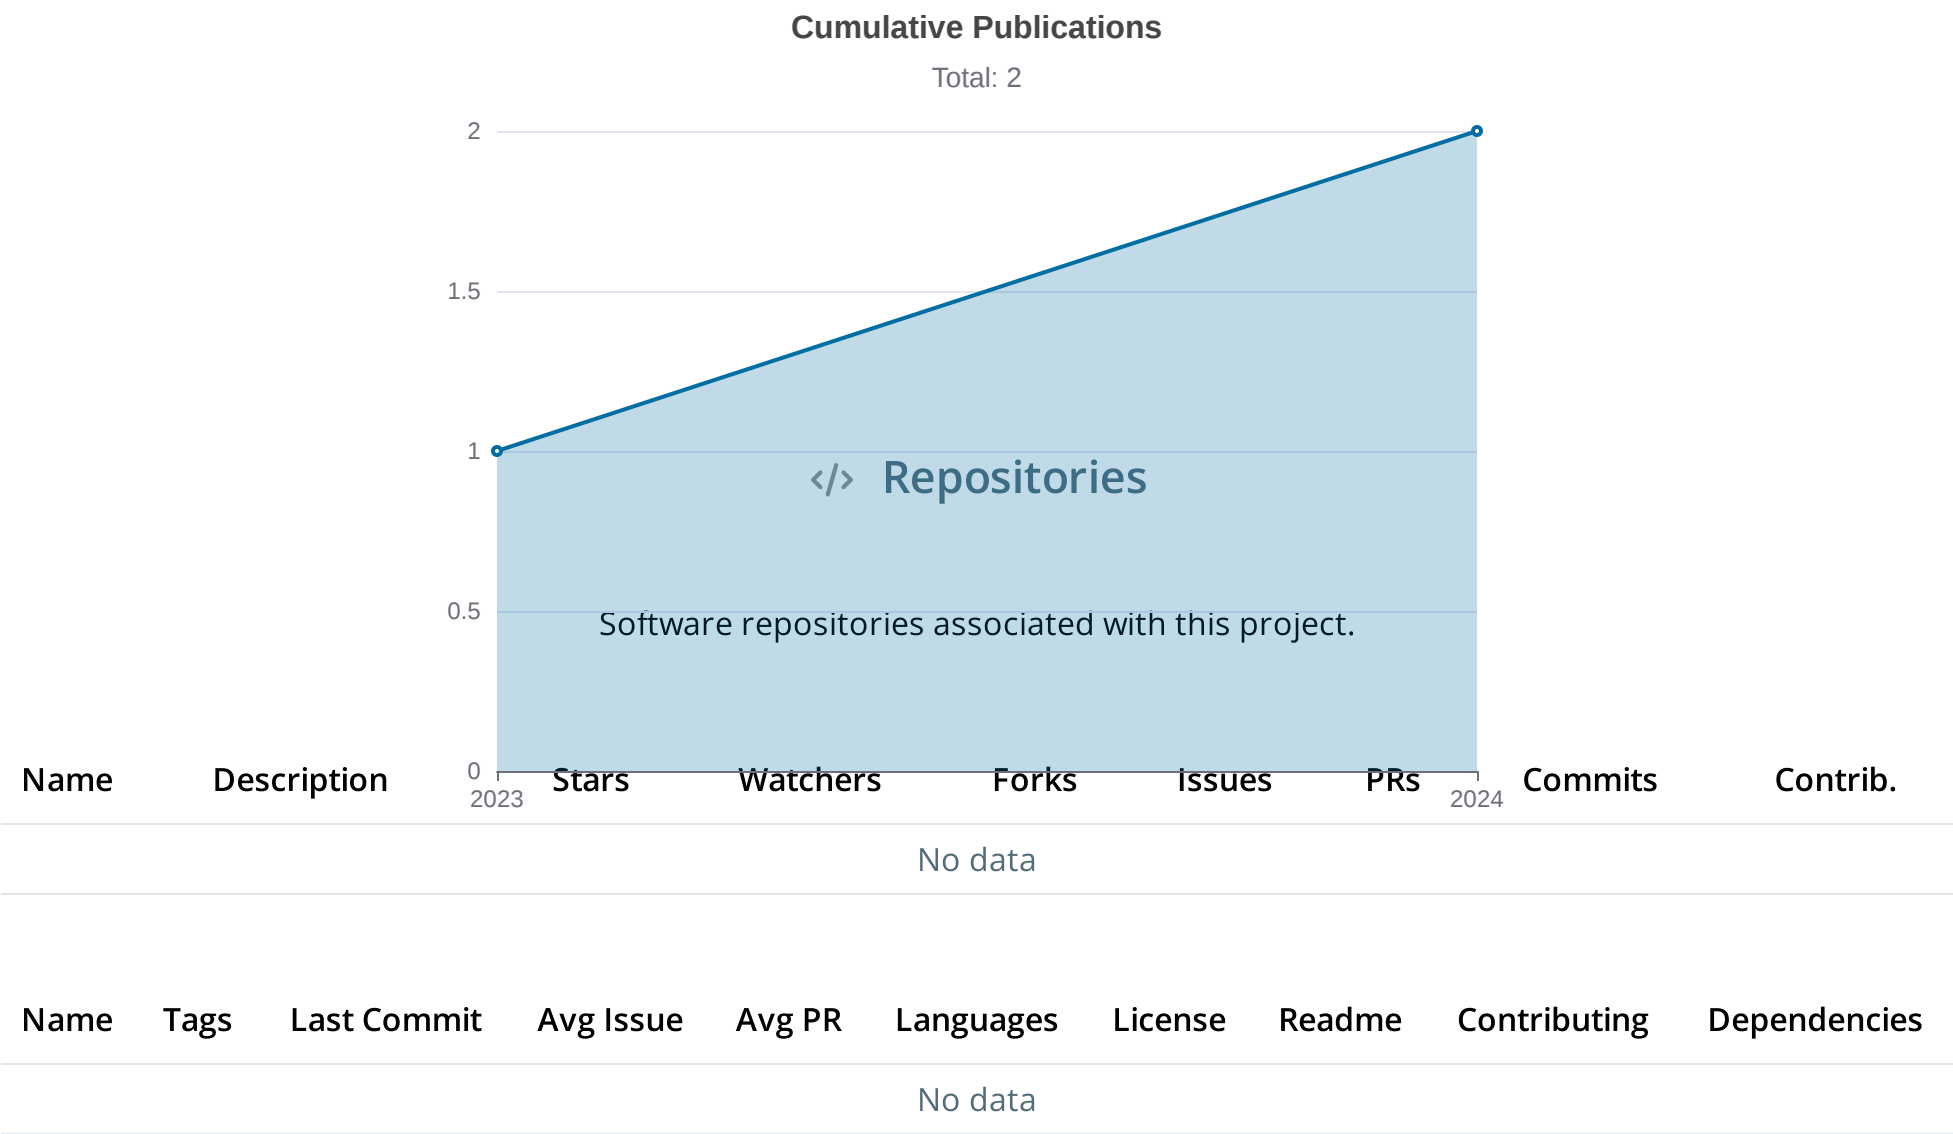 Cumulative Publications
Total: 2
2
1.5
1
</> Repositories
0.5
Software repositories associated with this project.
0
Name Description Stars Watchers Forks Issues PRs Commits Contrib.
2023 2024
No data
Name Tags Last Commit Avg Issue Avg PR Languages License Readme Contributing Dependencies
No data